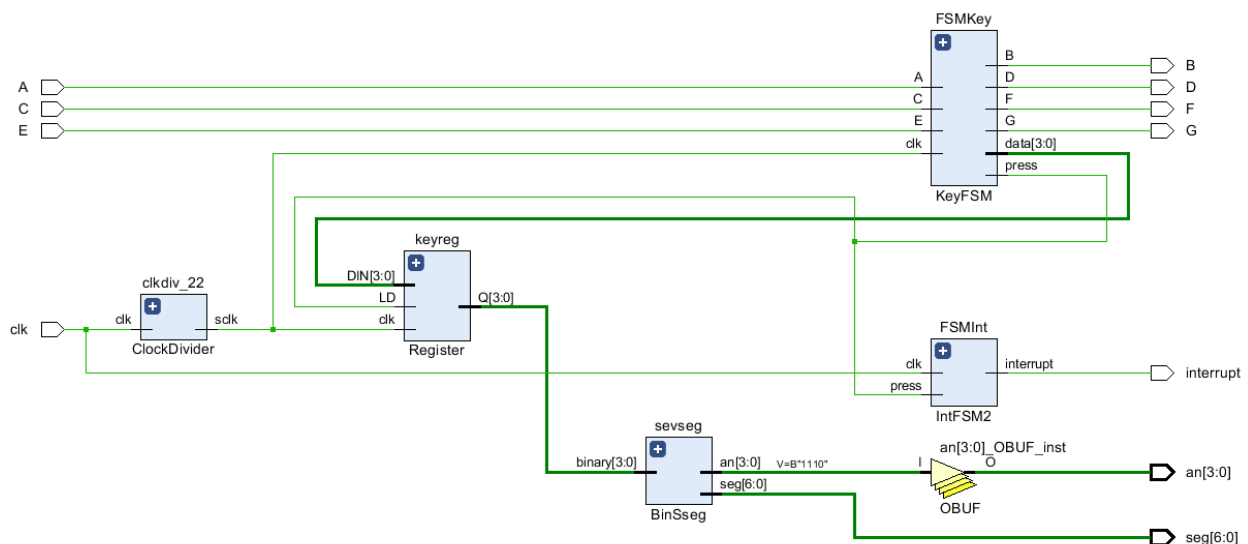 FSMKey
A
C
E
A
C
E
clk
B
D
F
G
data[3:0]
press
B
D
F
G
KeyFSM
keyreg
DIN[3:0]
LD
clk
Q[3:0]
Register
clkdiv_22
clk
clk
sclk
ClockDivider
FSMInt
clk
press
interrupt
interrupt
IntFSM2
sevseg
binary[3:0]
an[3:0]
seg[6:0]
V=B"1110"
BinSseg
an[3:0]_OBUF_inst
I
O
OBUF
an[3:0]
seg[6:0]